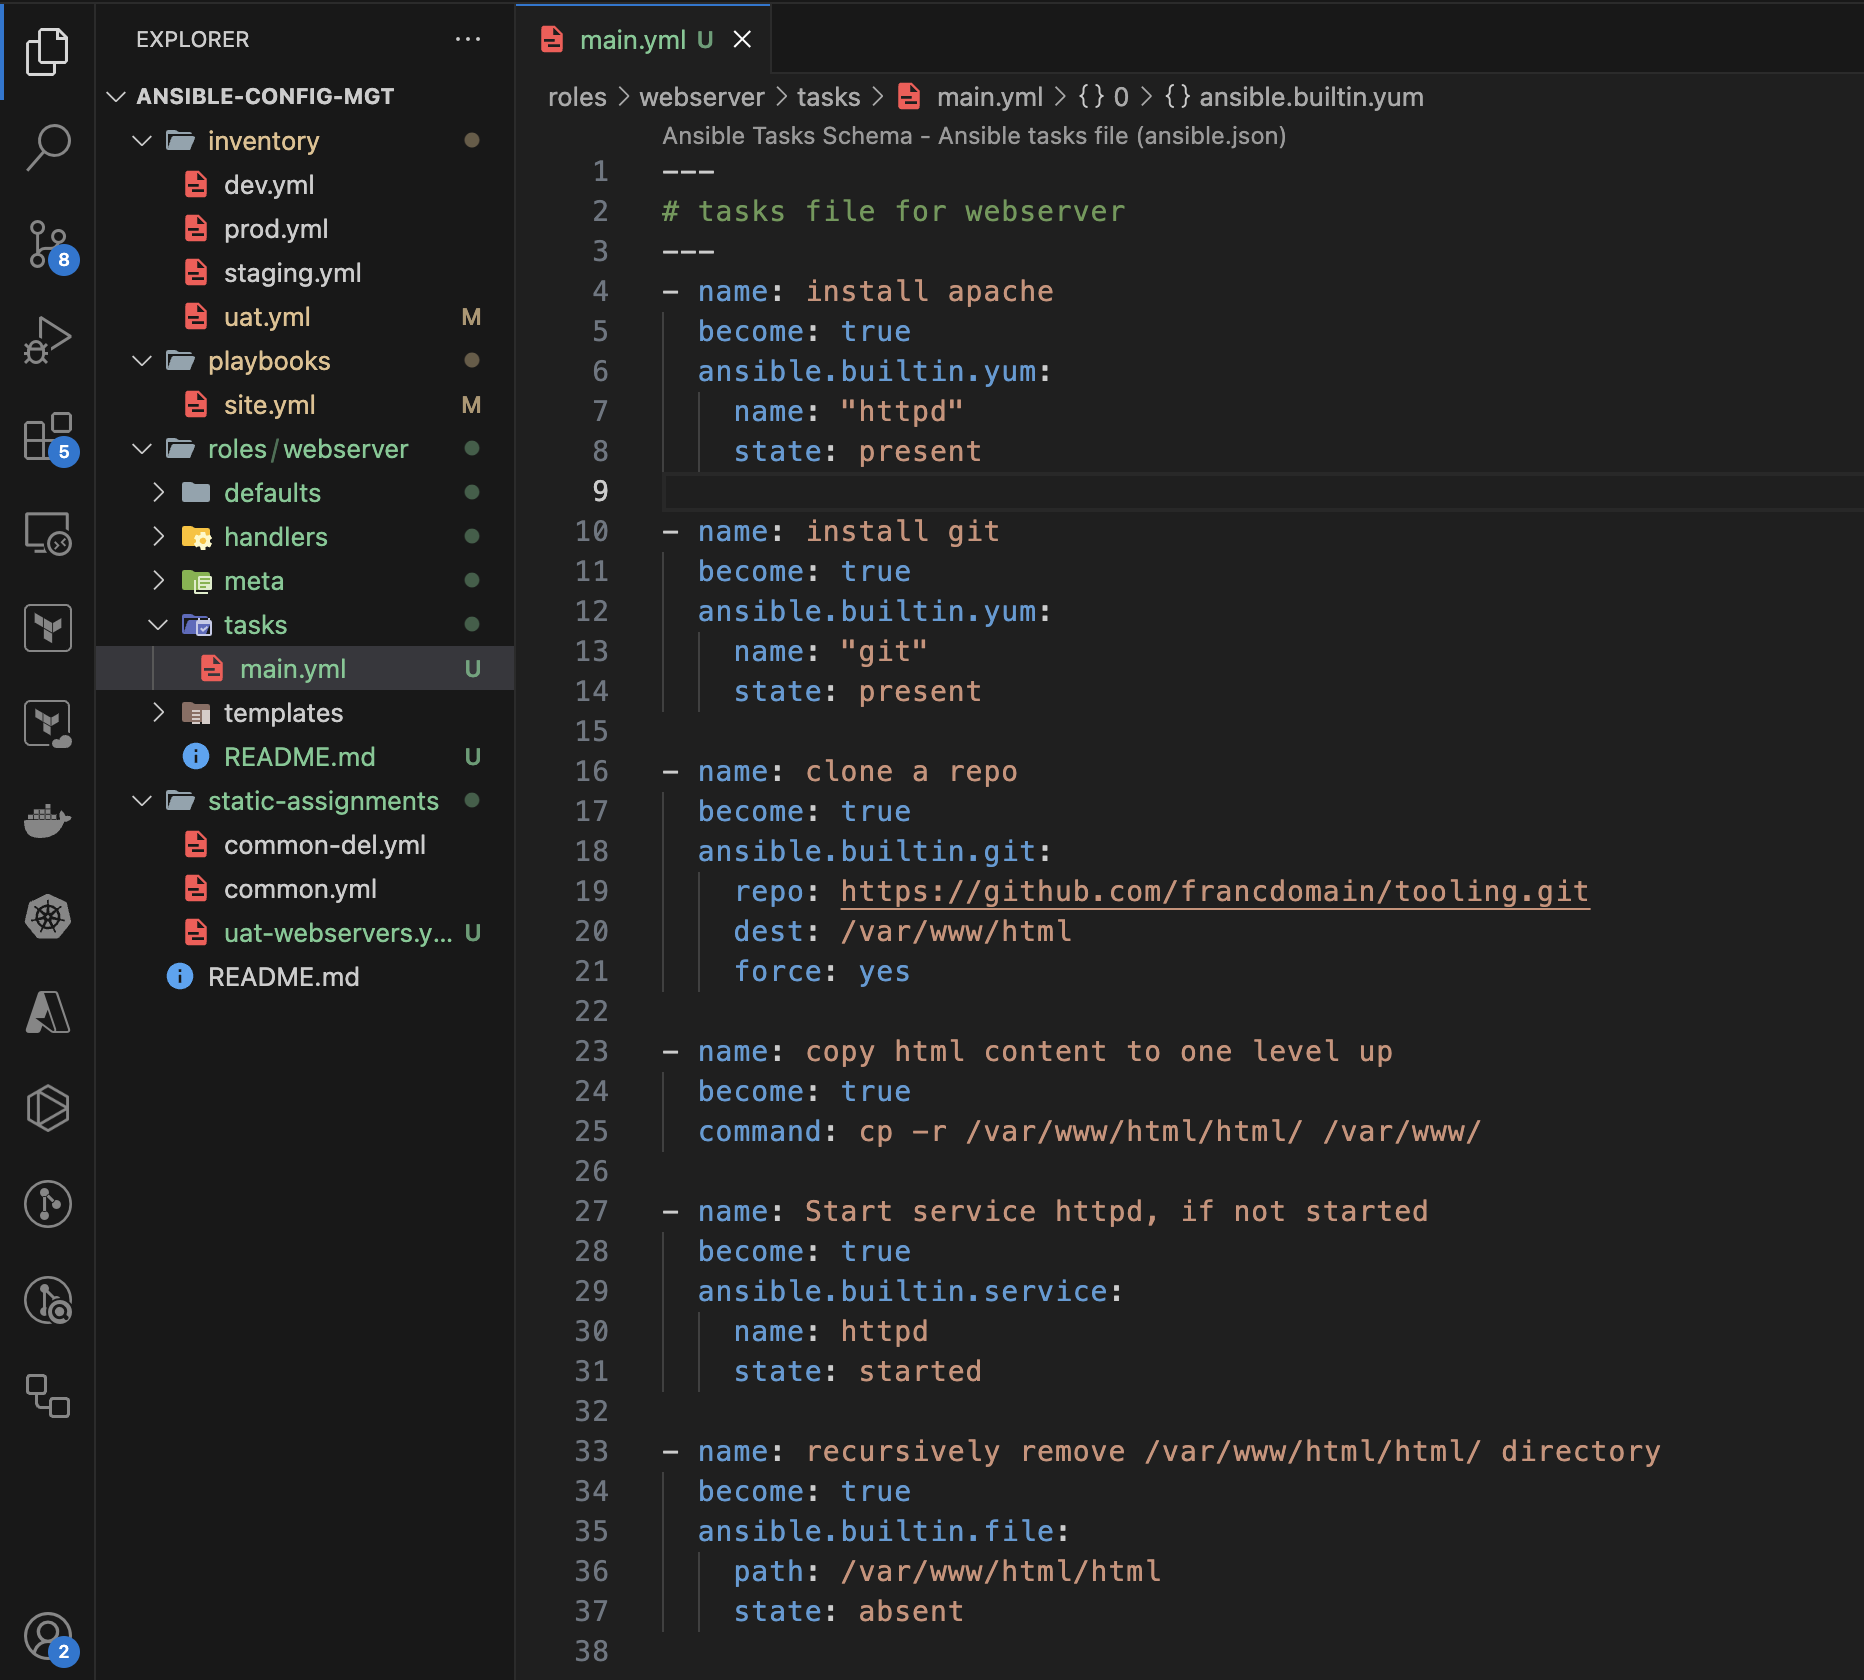 EXPLORER
ANSIBLE-CONFIG-MGT
inventory
dev.yml
prod.yml
staging.yml
uat.yml M
playbooks
site.yml M
roles/webserver
defaults
handlers
meta
tasks
main.yml U
templates
README.md U
static-assignments
common-del.yml
common.yml
uat-webservers.y... U
README.md
8
5
2
main.yml U
roles > webserver > tasks > main.yml > {} 0 > {} ansible.builtin.yum
Ansible Tasks Schema - Ansible tasks file (ansible.json)
1 ---
2 # tasks file for webserver
3 ---
4 - name: install apache
5   become: true
6   ansible.builtin.yum:
7     name: "httpd"
8     state: present
9
10 - name: install git
11   become: true
12   ansible.builtin.yum:
13     name: "git"
14     state: present
15
16 - name: clone a repo
17   become: true
18   ansible.builtin.git:
19     repo: https://github.com/francdomain/tooling.git
20     dest: /var/www/html
21     force: yes
22
23 - name: copy html content to one level up
24   become: true
25   command: cp -r /var/www/html/html/ /var/www/
26
27 - name: Start service httpd, if not started
28   become: true
29   ansible.builtin.service:
30     name: httpd
31     state: started
32
33 - name: recursively remove /var/www/html/html/ directory
34   become: true
35   ansible.builtin.file:
36     path: /var/www/html/html
37     state: absent
38